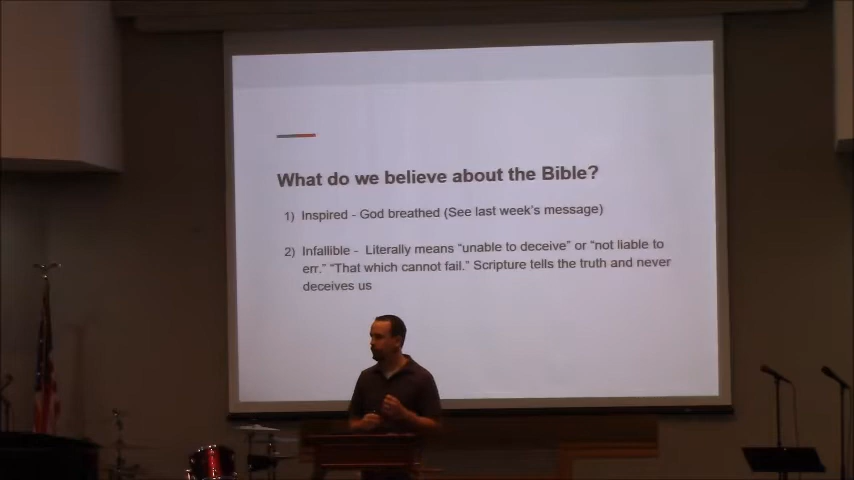 What do we believe about the Bible?
1) Inspired - God breathed (See last week's message)
2) Infallible - Literally means "unable to deceive" or "not liable to
err." "That which cannot fail." Scripture tells the truth and never
deceives us